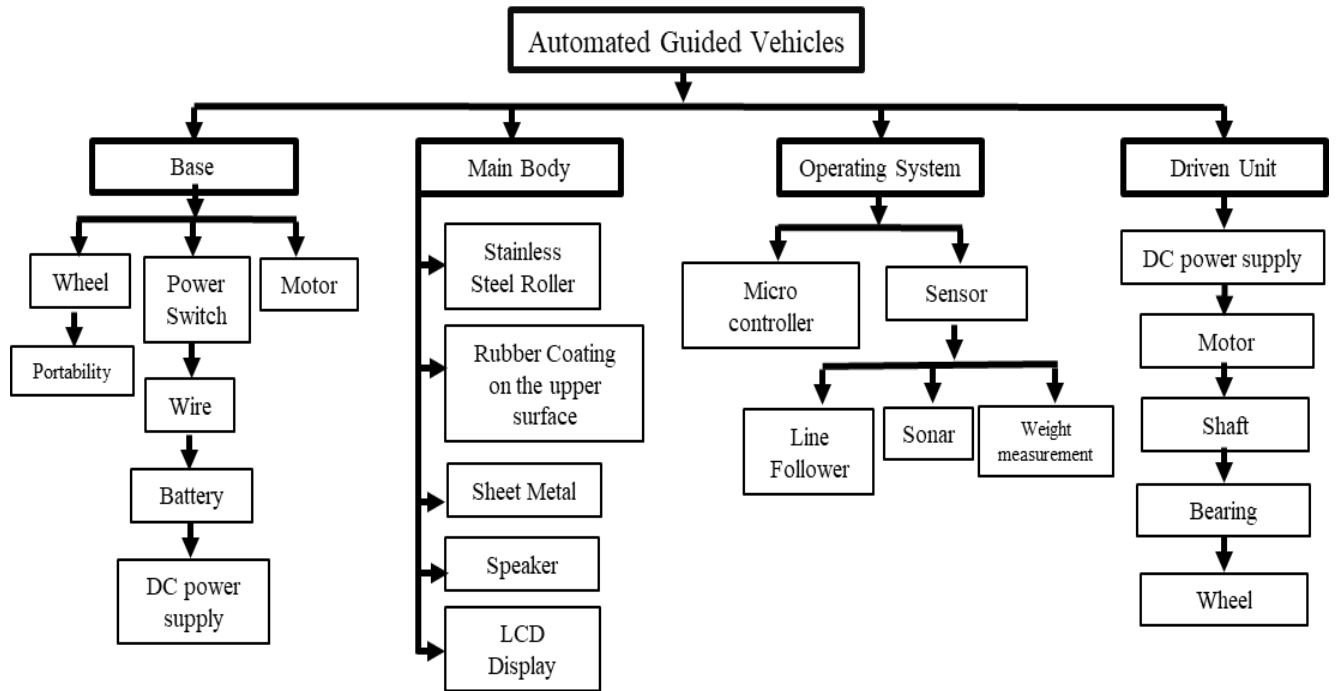 Automated Guided Vehicles
Base
Main Body
Operating System
Driven Unit
Wheel
Power
Switch
Motor
Portability
Wire
Battery
DC power
supply
Stainless
Steel Roller
Rubber Coating
on the upper
surface
Sheet Metal
Speaker
LCD
Display
Micro
controller
Sensor
Line
Follower
Sonar
Weight
measurement
DC power supply
Motor
Shaft
Bearing
Wheel